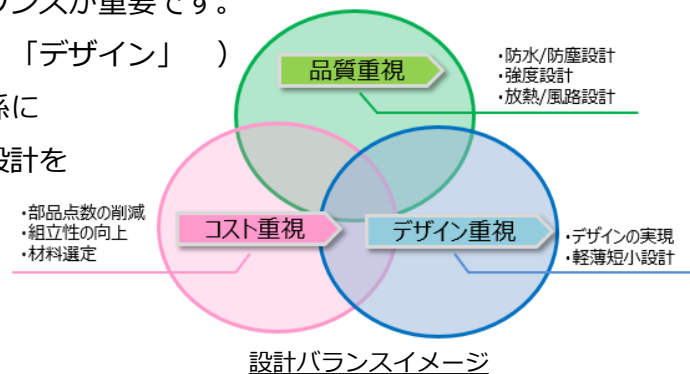 ランスが重要です。
「デザイン」　）
係に
設計を
品質重視
・防水/防塵設計
・強度設計
・放熱/風路設計
・部品点数の削減
・組立性の向上
・材料選定
コスト重視
デザイン重視
・デザインの実現
・軽薄短小設計
設計バランスイメージ